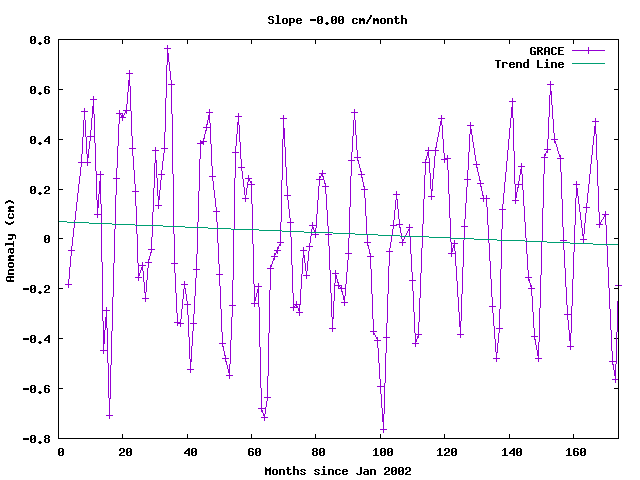 Slope -0.00 cm/month
GRACE
Trend Line
0.8
0.6
0.4
0.2
0
-0.2
-0.4
-0.6
-0.8
Anomaly (cm)
0 20 40 60 80 100 120 140 160
Months since Jan 2002